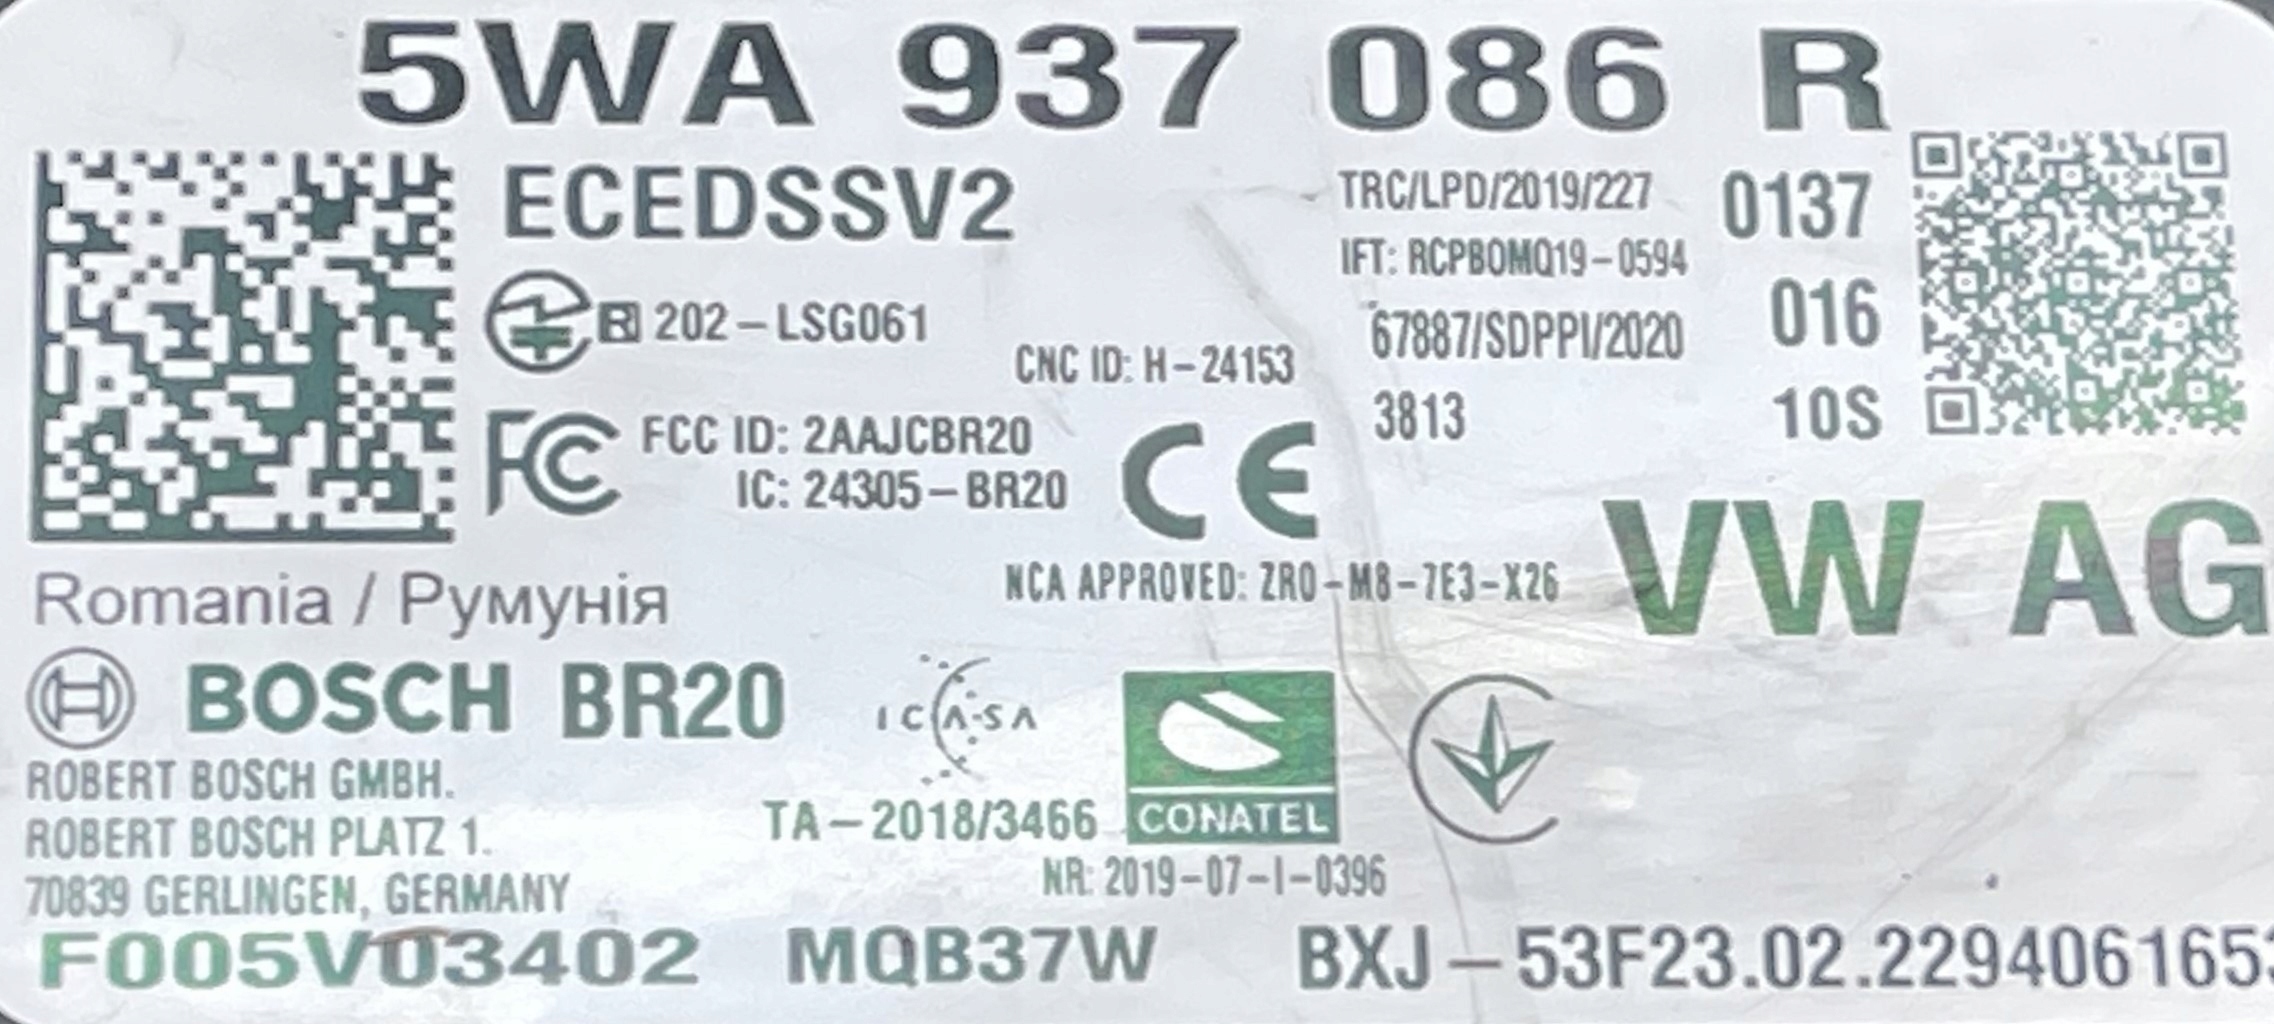 5WA 937 086 R
ECEDSSV2
R 202-LSG061
CNC ID: H-24153
FCC ID: 2AAJCBR20
IC: 24305-BR20
CE
TRC/LPD/2019/227
IFT: RCPBOMQ19-0594
67887/SDPPI/2020
3813
0137
016
10S
VW AG
NCA APPROVED: ZRO-M8-7E3-X26
Romania / Румунія
BOSCH BR20
ROBERT BOSCH GMBH.
ROBERT BOSCH PLATZ 1.
70839 GERLINGEN, GERMANY
ICASA
TA-2018/3466
CONATEL
NR: 2019-07-I-0396
F005V03402 MQB37W BXJ-53F23.02.2294061653